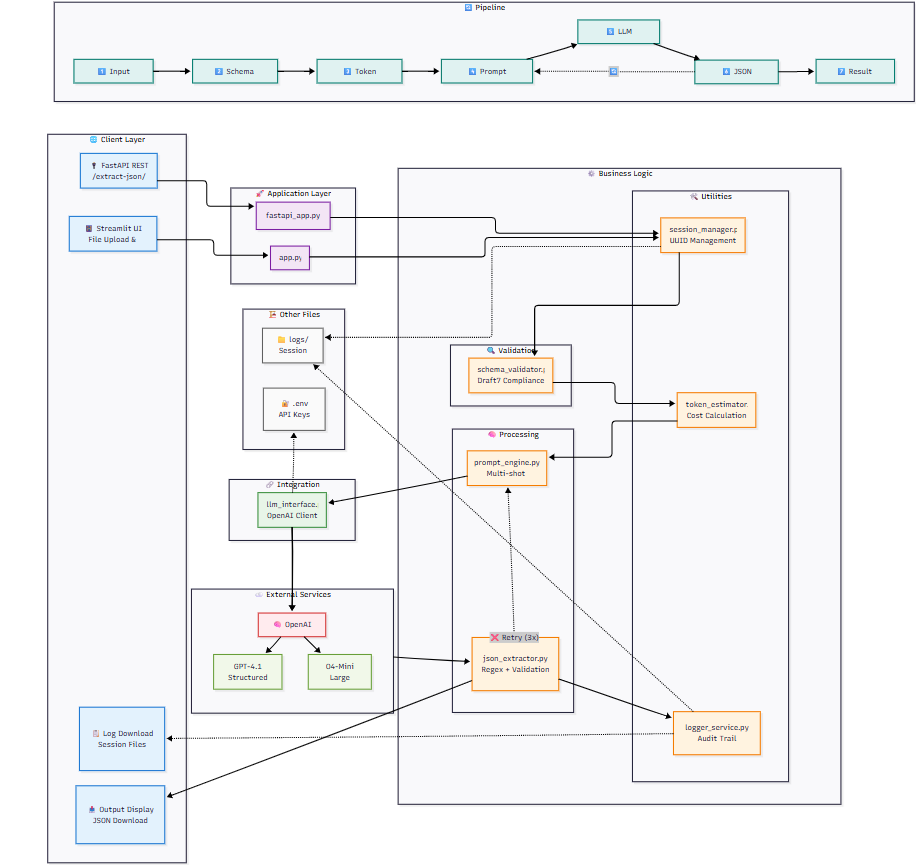 Pipeline
5 LLM
1 Input
2 Schema
3 Token
4 Prompt
6 JSON
7 Result
Client Layer
FastAPI REST
/extract-json/
Streamlit UI
File Upload &
Application Layer
fastapi_app.py
app.py
Business Logic
Utilities
session_manager.p
UUID Management
Other Files
logs/
Session
.env
API Keys
Validation
schema_validator.p
Draft7 Compliance
token_estimator.
Cost Calculation
Processing
prompt_engine.py
Multi-shot
Integration
llm_interface.
OpenAI Client
External Services
OpenAI
GPT-4.1
Structured
O4-Mini
Large
Retry (3x)
json_extractor.py
Regex + Validation
logger_service.py
Audit Trail
Log Download
Session Files
Output Display
JSON Download